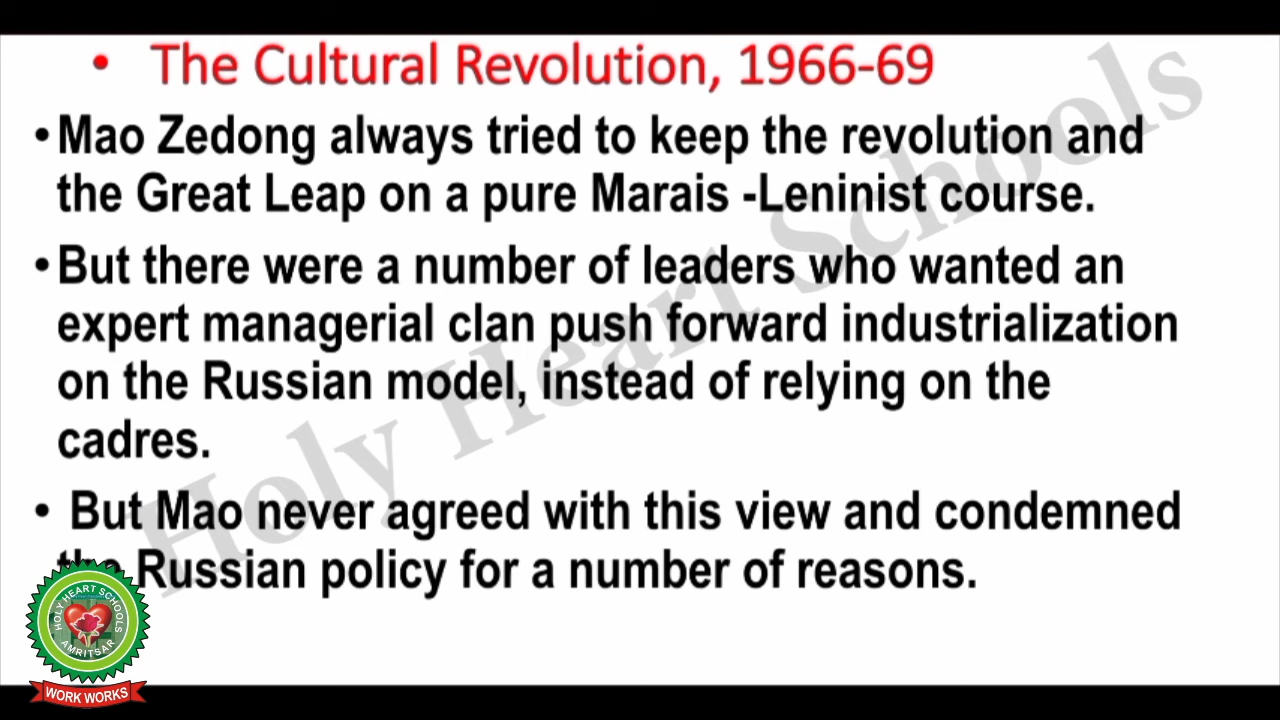 • The Cultural Revolution, 1966-69
• Mao Zedong always tried to keep the revolution and
the Great Leap on a pure Marais -Leninist course.
• But there were a number of leaders who wanted an
expert managerial clan push forward industrialization
on the Russian model, instead of relying on the
cadres.
• But Mao never agreed with this view and condemned
the Russian policy for a number of reasons.
Holy Heart Schools
HOLY HEART SCHOOLS
AMRITSAR
WORK WORKS